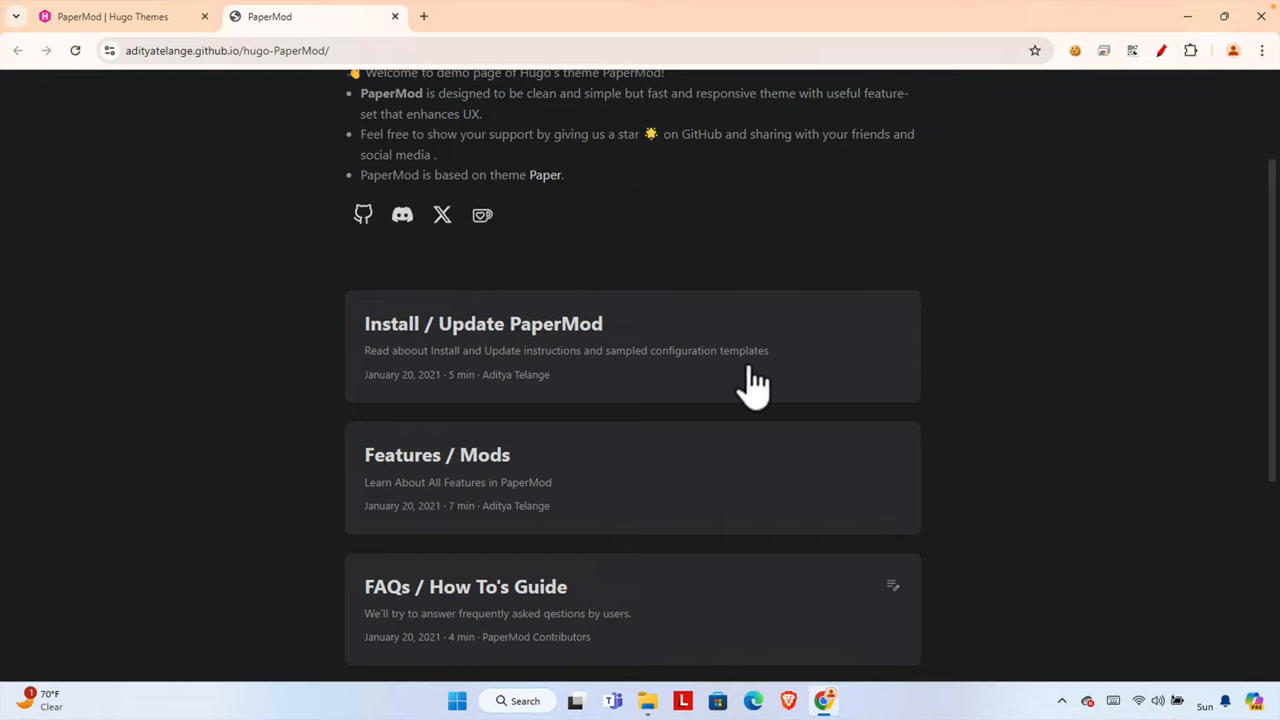 PaperMod | Hugo Themes
PaperMod
adityatelange.github.io/hugo-PaperMod/
👋 Welcome to demo page of Hugo's theme PaperMod!
• PaperMod is designed to be clean and simple but fast and responsive theme with useful feature-
set that enhances UX.
• Feel free to show your support by giving us a star 🌟 on GitHub and sharing with your friends and
social media .
• PaperMod is based on theme Paper.
Install / Update PaperMod
Read aboout Install and Update instructions and sampled configuration templates
January 20, 2021 · 5 min · Aditya Telange
Features / Mods
Learn About All Features in PaperMod
January 20, 2021 · 7 min · Aditya Telange
FAQs / How To's Guide
We'll try to answer frequently asked qestions by users.
January 20, 2021 · 4 min · PaperMod Contributors
1
70°F
Clear
Search
L
Sun
PRE